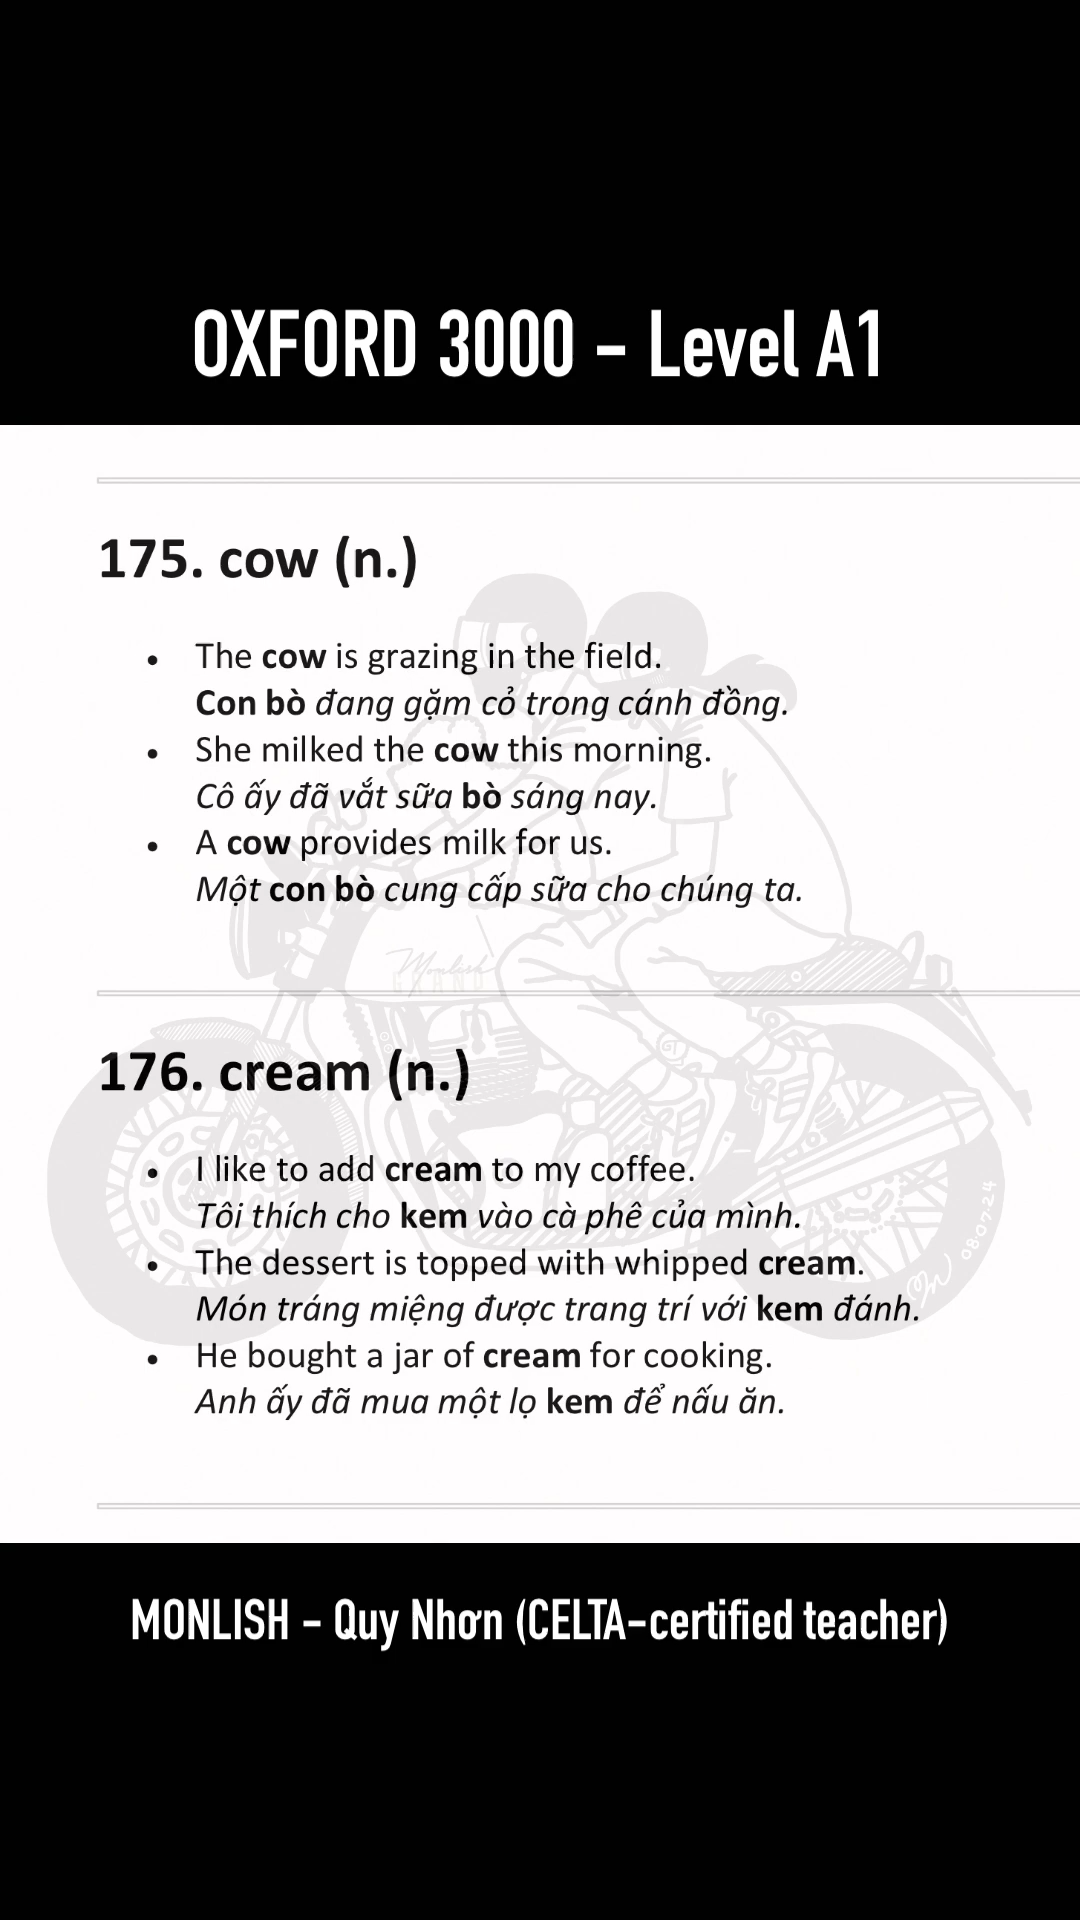 OXFORD 3000 – Level A1
175. cow (n.)
• The cow is grazing in the field.
Con bò đang gặm cỏ trong cánh đồng.
• She milked the cow this morning.
Cô ấy đã vắt sữa bò sáng nay.
• A cow provides milk for us.
Một con bò cung cấp sữa cho chúng ta.
Monlish
GRAND
176. cream (n.)
GT
• I like to add cream to my coffee.
Tôi thích cho kem vào cà phê của mình.
• The dessert is topped with whipped cream.
Món tráng miệng được trang trí với kem đánh.
• He bought a jar of cream for cooking.
Anh ấy đã mua một lọ kem để nấu ăn.
080724
MONLISH – Quy Nhơn (CELTA-certified teacher)